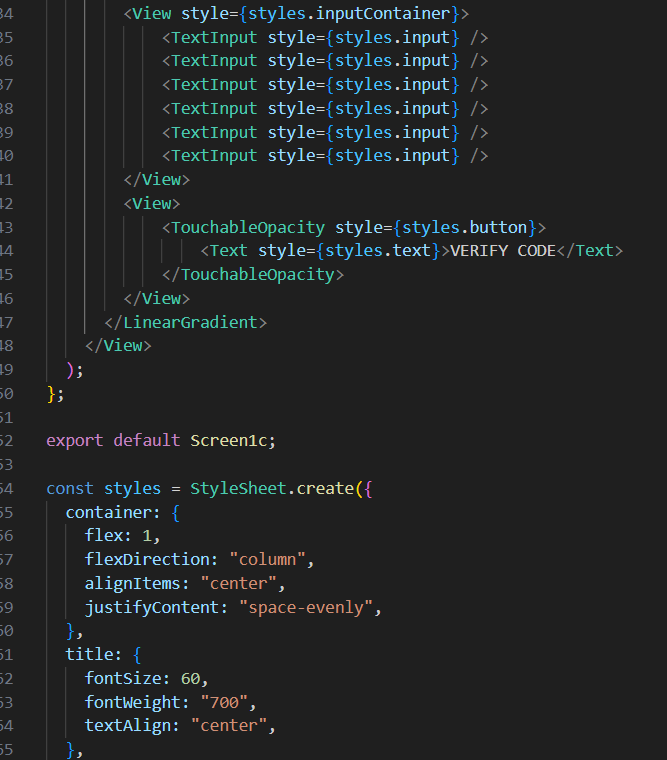 34 <View style={styles.inputContainer}>
35 <TextInput style={styles.input} />
36 <TextInput style={styles.input} />
37 <TextInput style={styles.input} />
38 <TextInput style={styles.input} />
39 <TextInput style={styles.input} />
40 <TextInput style={styles.input} />
41 </View>
42 <View>
43 <TouchableOpacity style={styles.button}>
44 <Text style={styles.text}>VERIFY CODE</Text>
45 </TouchableOpacity>
46 </View>
47 </LinearGradient>
48 </View>
49 );
50 };
51
52 export default Screen1c;
53
54 const styles = StyleSheet.create({
55 container: {
56 flex: 1,
57 flexDirection: "column",
58 alignItems: "center",
59 justifyContent: "space-evenly",
60 },
61 title: {
62 fontSize: 60,
63 fontWeight: "700",
64 textAlign: "center",
65 },